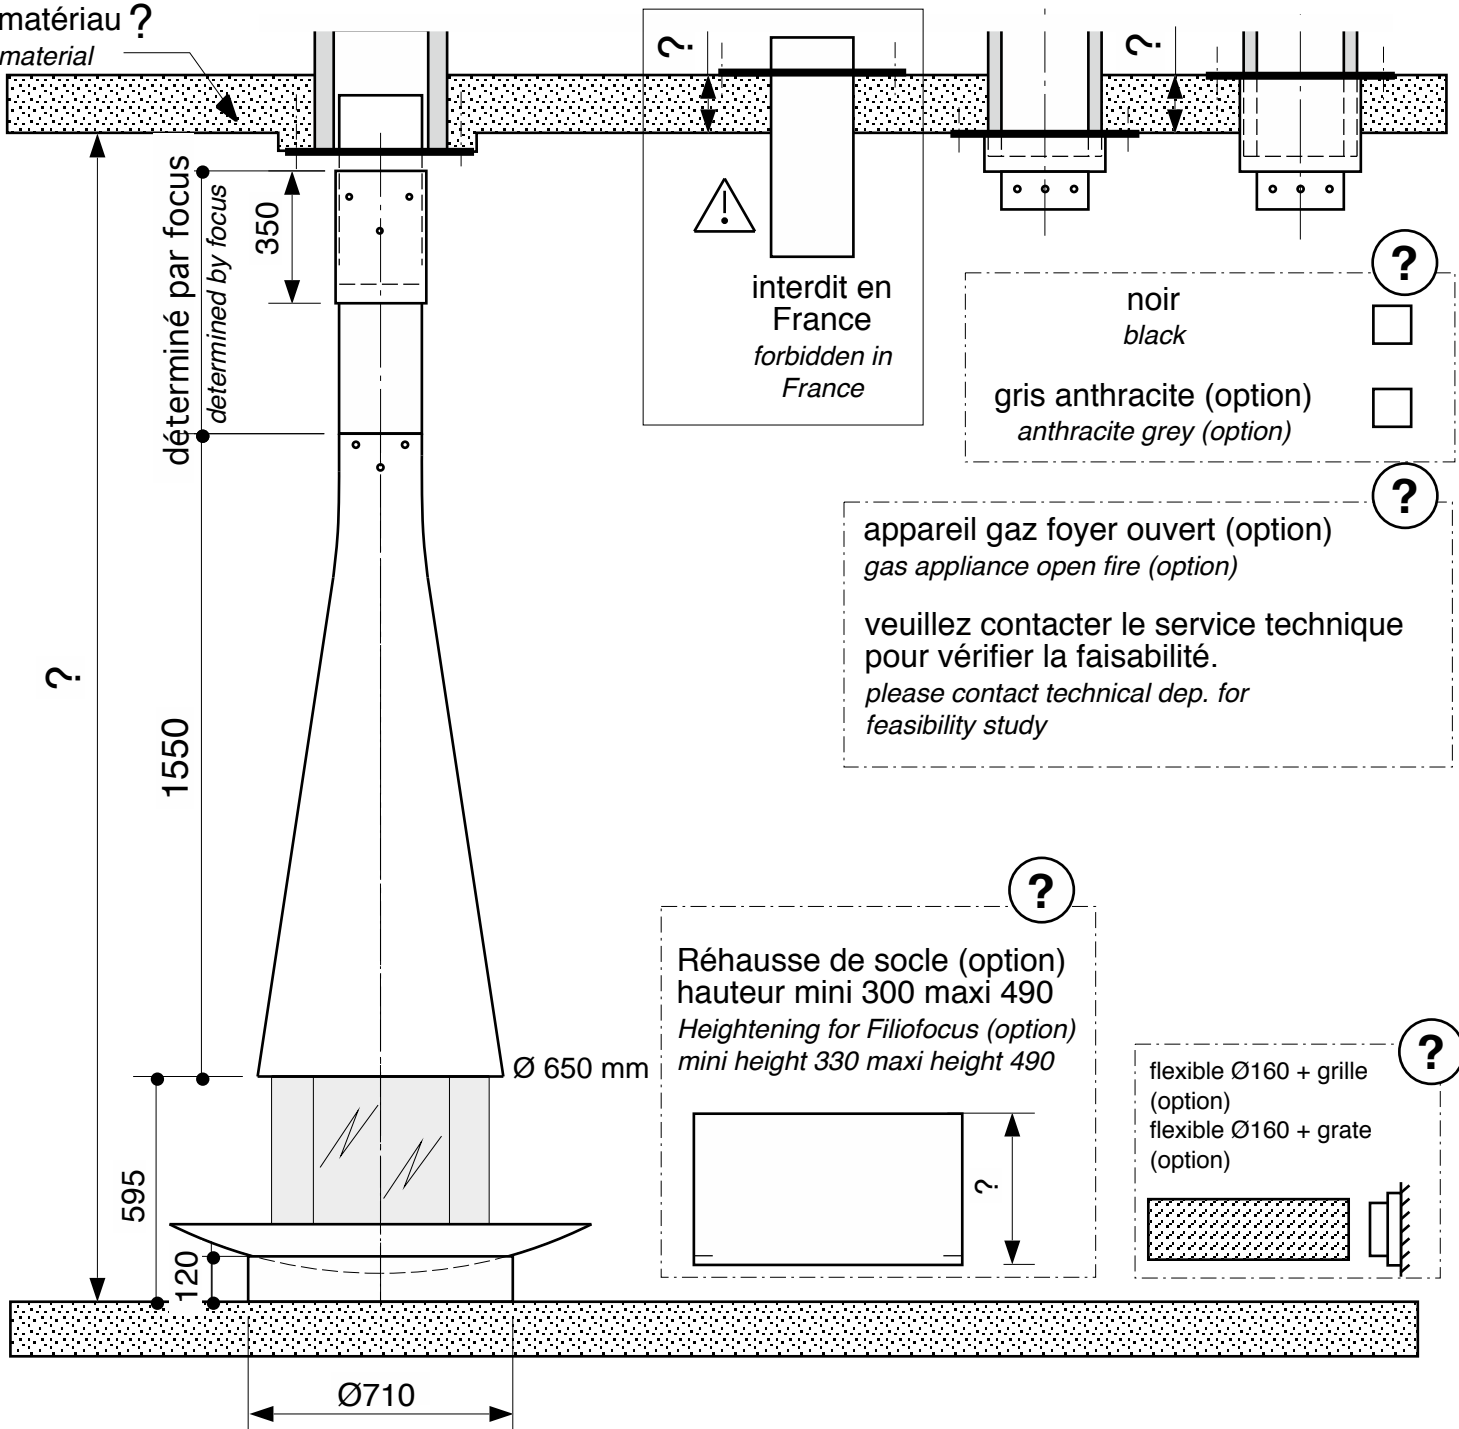 matériau ?
material
?
?
déterminé par focus
determined by focus
350
interdit en
France
forbidden in
France
?
noir
black
gris anthracite (option)
anthracite grey (option)
?
appareil gaz foyer ouvert (option)
gas appliance open fire (option)
veuillez contacter le service technique
pour vérifier la faisabilité.
please contact technical dep. for
feasibility study
?
1550
?
Réhausse de socle (option)
hauteur mini 300 maxi 490
Heightening for Filiofocus (option)
mini height 330 maxi height 490
?
Ø 650 mm
?
flexible Ø160 + grille
(option)
flexible Ø160 + grate
(option)
595
120
Ø710